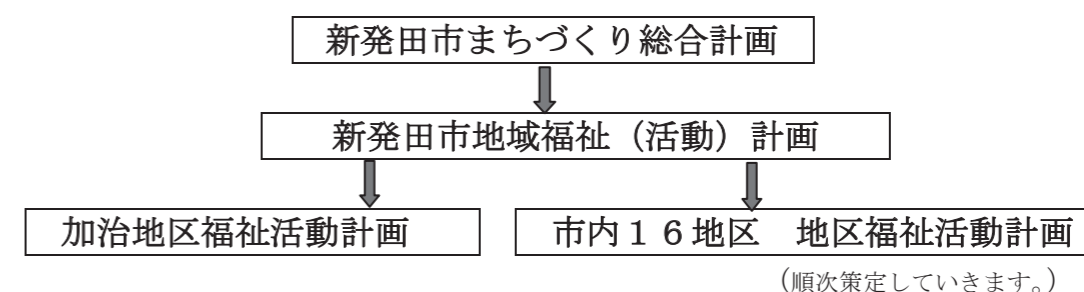 新発田市まちづくり総合計画
新発田市地域福祉（活動）計画
加治地区福祉活動計画
市内１６地区　地区福祉活動計画
（順次策定していきます。）